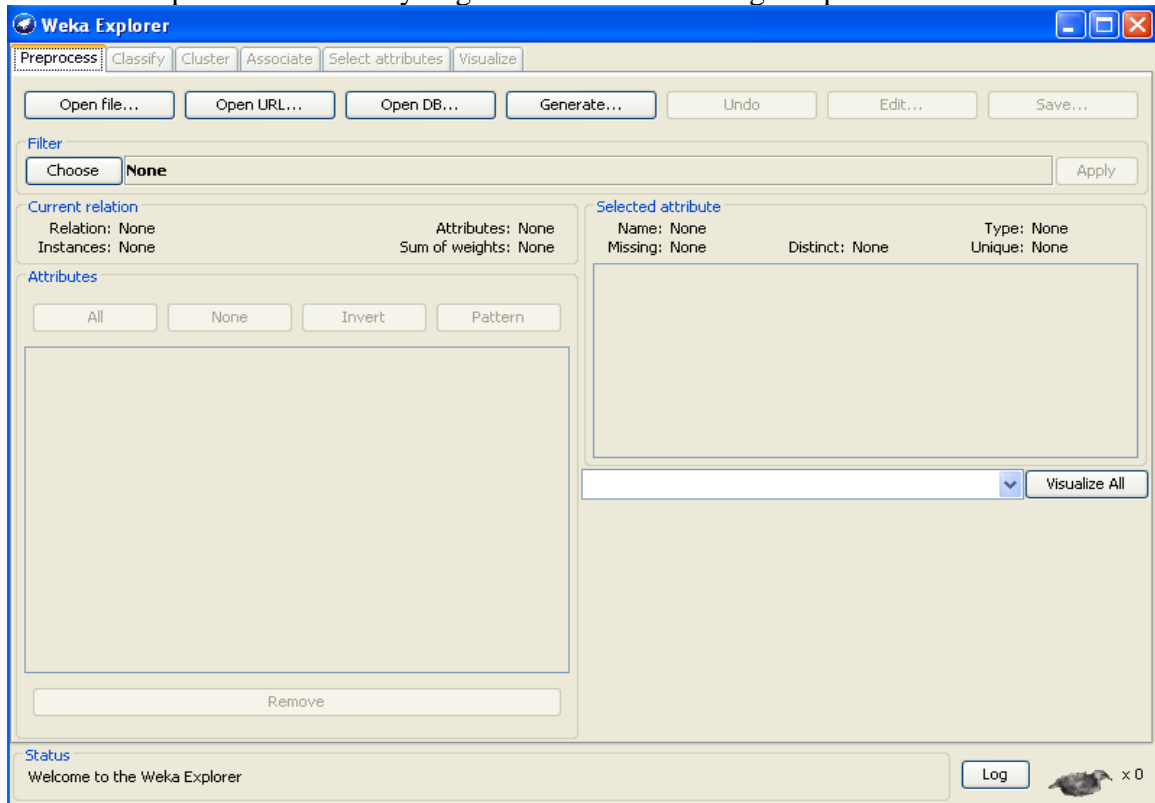 Weka Explorer
Preprocess Classify Cluster Associate Select attributes Visualize
Open file... Open URL... Open DB... Generate... Undo Edit... Save...
Filter
Choose None Apply
Current relation
Relation: None Attributes: None
Instances: None Sum of weights: None
Selected attribute
Name: None Type: None
Missing: None Distinct: None Unique: None
Attributes
All None Invert Pattern
Visualize All
Remove
Status
Welcome to the Weka Explorer
Log x 0